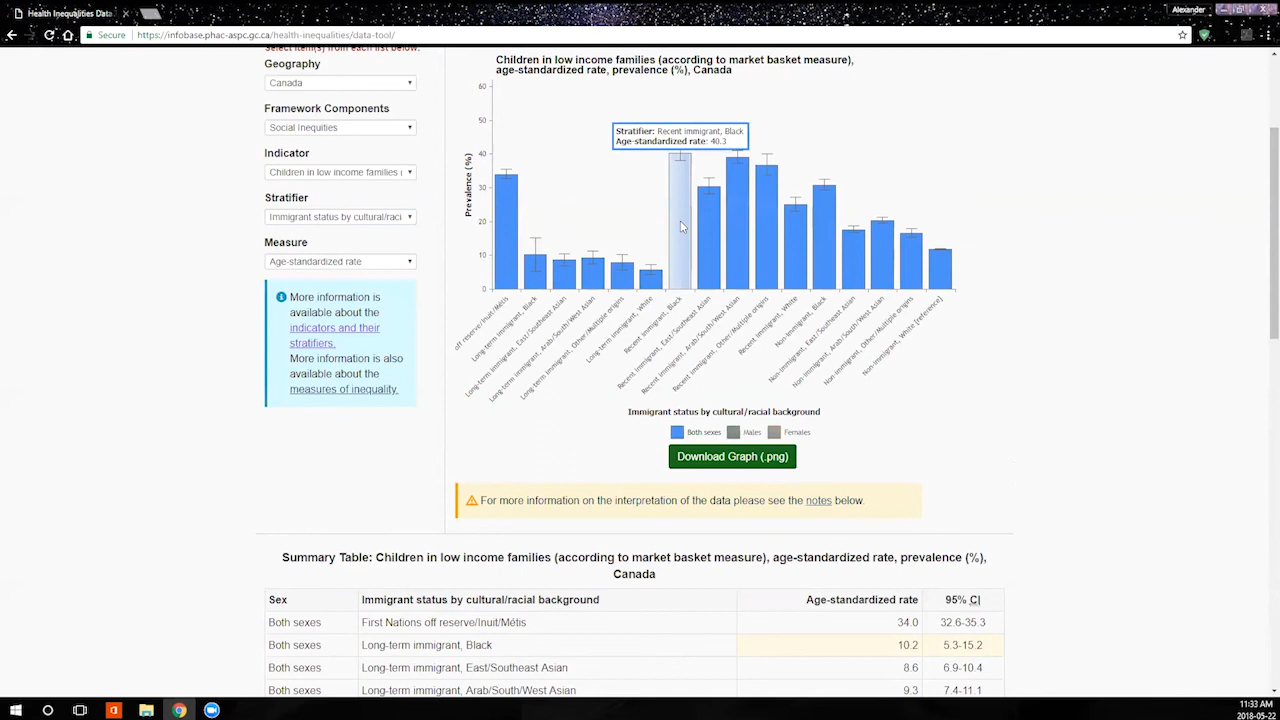 Health Inequalities Data
Alexander
Secure
https://infobase.phac-aspc.gc.ca/health-inequalities/data-tool/
Select item(s) from each list below.
Geography
Canada
Framework Components
Social Inequities
Indicator
Children in low income families (
Stratifier
Immigrant status by cultural/raci
Measure
Age-standardized rate
More information is
available about the
indicators and their
stratifiers.
More information is also
available about the
measures of inequality.
Children in low income families (according to market basket measure),
age-standardized rate, prevalence (%), Canada
Prevalence (%)
60
50
40
30
20
10
0
Stratifier: Recent immigrant, Black
Age-standardized rate: 40.3
off reserve/Inuit/Métis
Long-term immigrant, Black
Long-term immigrant, East/Southeast Asian
Long-term immigrant, Arab/South/West Asian
Long-term immigrant, Other/Multiple origins
Long-term immigrant, White
Recent immigrant, Black
Recent immigrant, East/Southeast Asian
Recent immigrant, Arab/South/West Asian
Recent immigrant, Other/Multiple origins
Recent immigrant, White
Non-immigrant, Black
Non-immigrant, East/Southeast Asian
Non-immigrant, Arab/South/West Asian
Non-immigrant, Other/Multiple origins
Non-immigrant, White [reference]
Immigrant status by cultural/racial background
Both sexes Males Females
Download Graph (.png)
For more information on the interpretation of the data please see the notes below.
Summary Table: Children in low income families (according to market basket measure), age-standardized rate, prevalence (%),
Canada
Sex Immigrant status by cultural/racial background Age-standardized rate 95% CI
Both sexes First Nations off reserve/Inuit/Métis 34.0 32.6-35.3
Both sexes Long-term immigrant, Black 10.2 5.3-15.2
Both sexes Long-term immigrant, East/Southeast Asian 8.6 6.9-10.4
Both sexes Long-term immigrant, Arab/South/West Asian 9.3 7.4-11.1
11:33 AM
2018-05-22